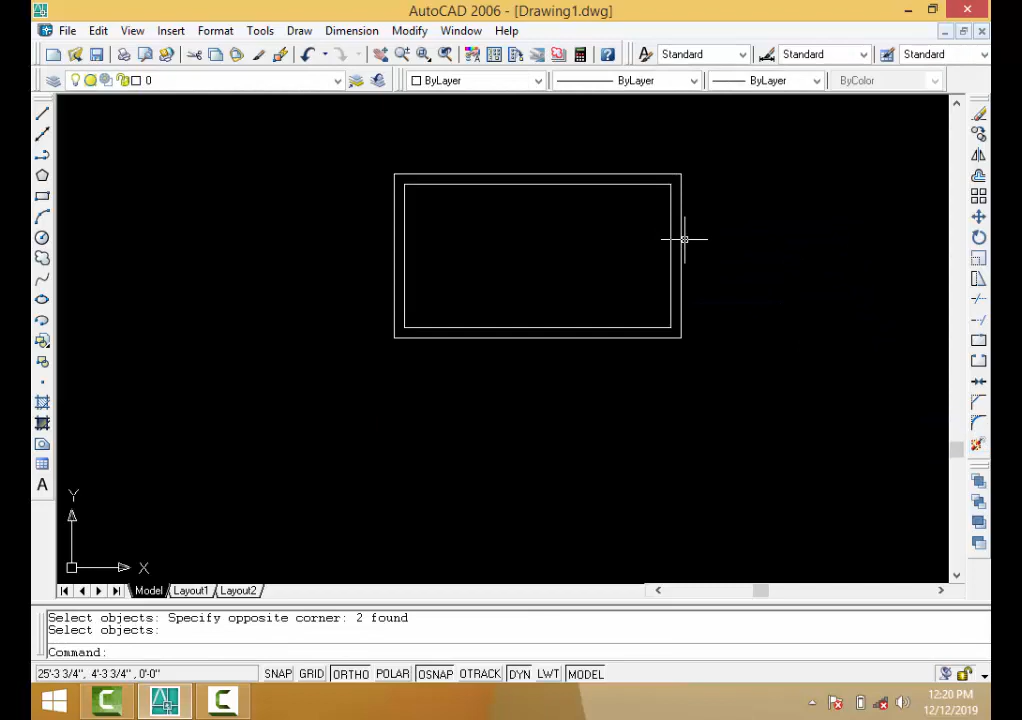 AutoCAD 2006 - [Drawing1.dwg]
File Edit View Insert Format Tools Draw Dimension Modify Window Help
Standard Standard Standard
0 ByLayer ByLayer ByLayer ByColor
A
Y
X
Model Layout1 Layout2
Select objects: Specify opposite corner: 2 found
Select objects:
Command:
25'-3 3/4", 4'-3 3/4" , 0'-0" SNAP GRID ORTHO POLAR OSNAP OTRACK DYN LWT MODEL
12:20 PM
12/12/2019